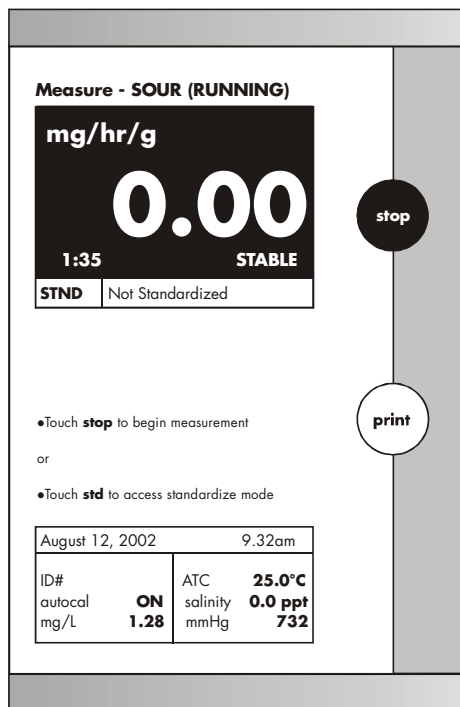 Measure - SOUR (RUNNING)
mg/hr/g
0.00
1:35 STABLE
STND Not Standardized
stop
print
●Touch stop to begin measurement
or
●Touch std to access standardize mode
August 12, 2002 9.32am
ID# ATC 25.0°C
autocal ON salinity 0.0 ppt
mg/L 1.28 mmHg 732